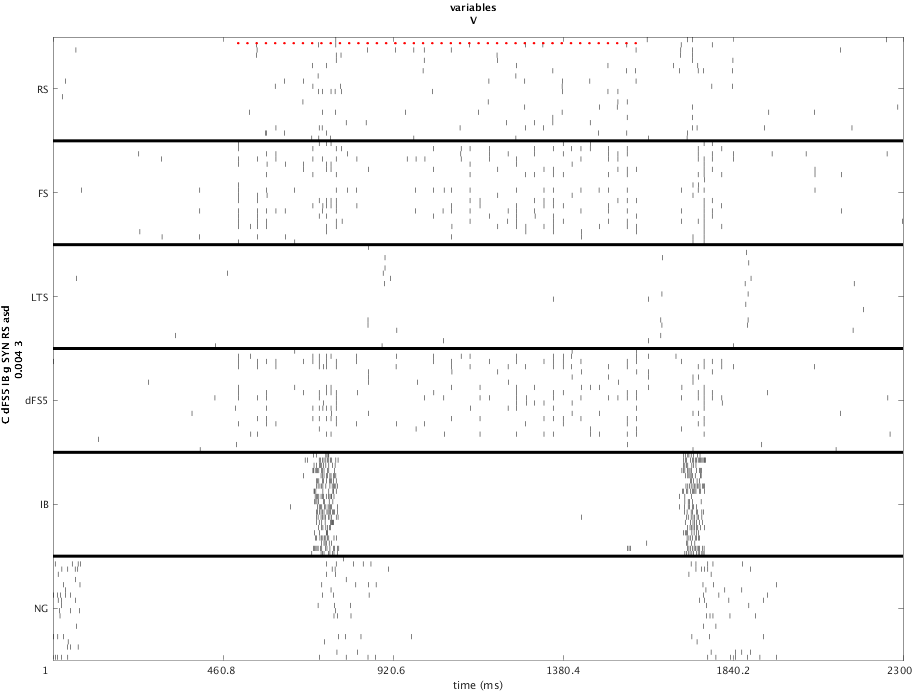 variables
V
C dFS5 IB g SYN RS asd
0.004 3
RS
FS
LTS
dFS5
IB
NG
1
460.8
920.6
1380.4
1840.2
2300
time (ms)